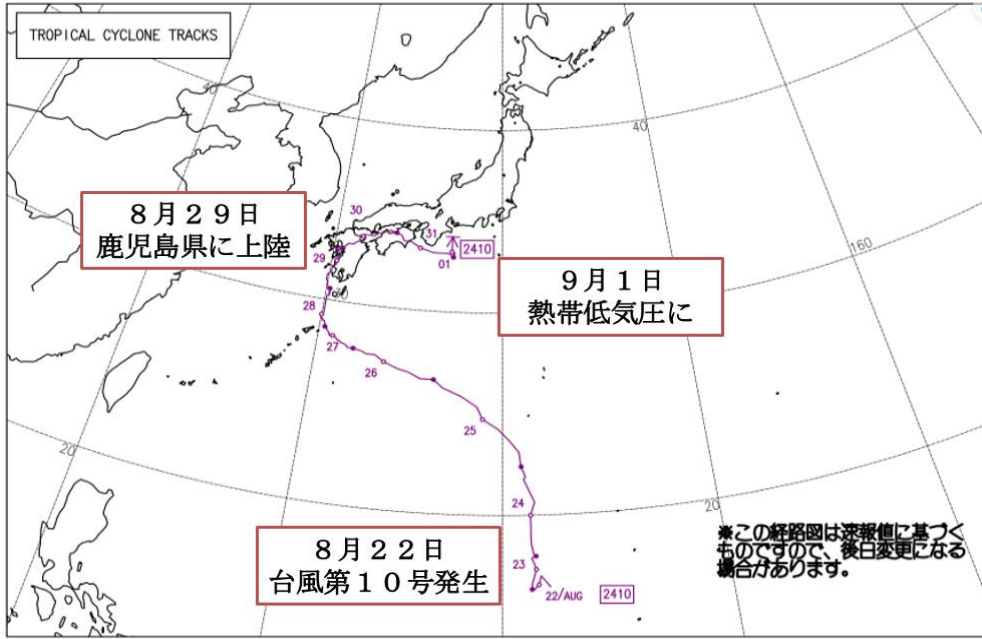 TROPICAL CYCLONE TRACKS
40
40
8月29日
鹿児島県に上陸
30
31
2410
29
01
160
9月1日
熱帯低気圧に
30
28
27
26
25
20
24
20
8月22日
台風第10号発生
23
22/AUG
2410
※この経路図は速報値に基づく
ものですので、後日変更になる
場合があります。